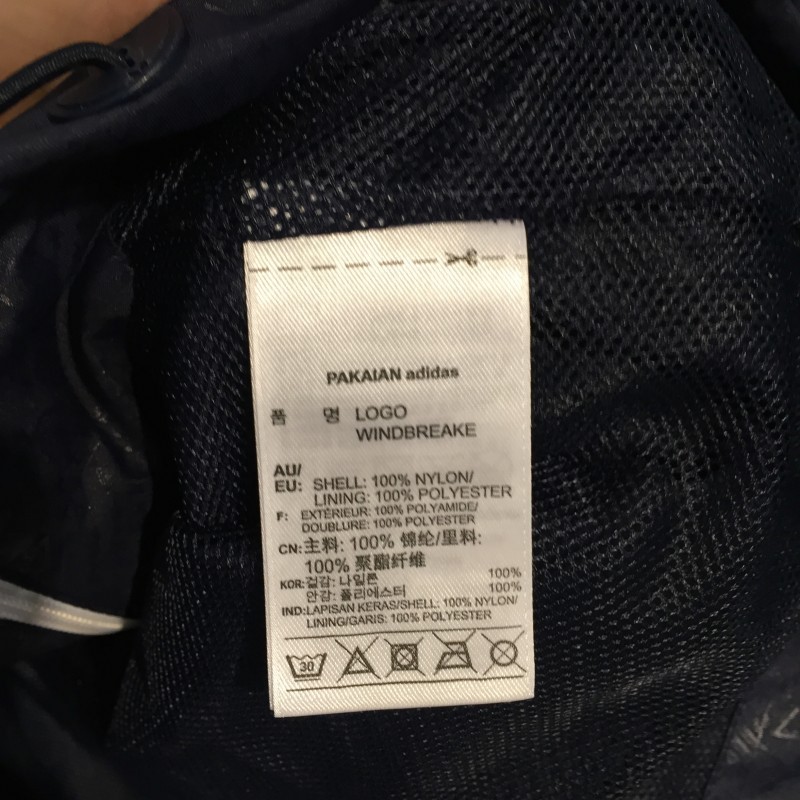 PAKAIAN adidas
품 명 LOGO
WINDBREAKE
AU/
EU: SHELL: 100% NYLON/
LINING: 100% POLYESTER
F: EXTÉRIEUR: 100% POLYAMIDE/
DOUBLURE: 100% POLYESTER
CN: 主料: 100% 锦纶/里料:
100% 聚酯纤维
KOR: 겉감: 나일론 100%
안감: 폴리에스터 100%
IND: LAPISAN KERAS/SHELL: 100% NYLON/
LINING/GARIS: 100% POLYESTER
30